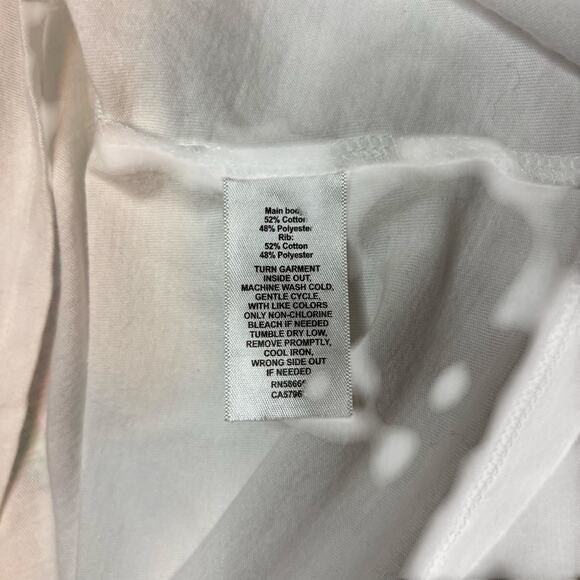 Main
52% Cotton
48% Polyester
Rib:
52% Cotton
48% Polyester
TURN GARMENT
INSIDE OUT,
MACHINE WASH COLD,
GENTLE CYCLE,
WITH LIKE COLORS
ONLY NON-CHLORINE
BLEACH IF NEEDED
TUMBLE DRY LOW,
REMOVE PROMPTLY,
COOL IRON,
WRONG SIDE OUT
IF NEEDED